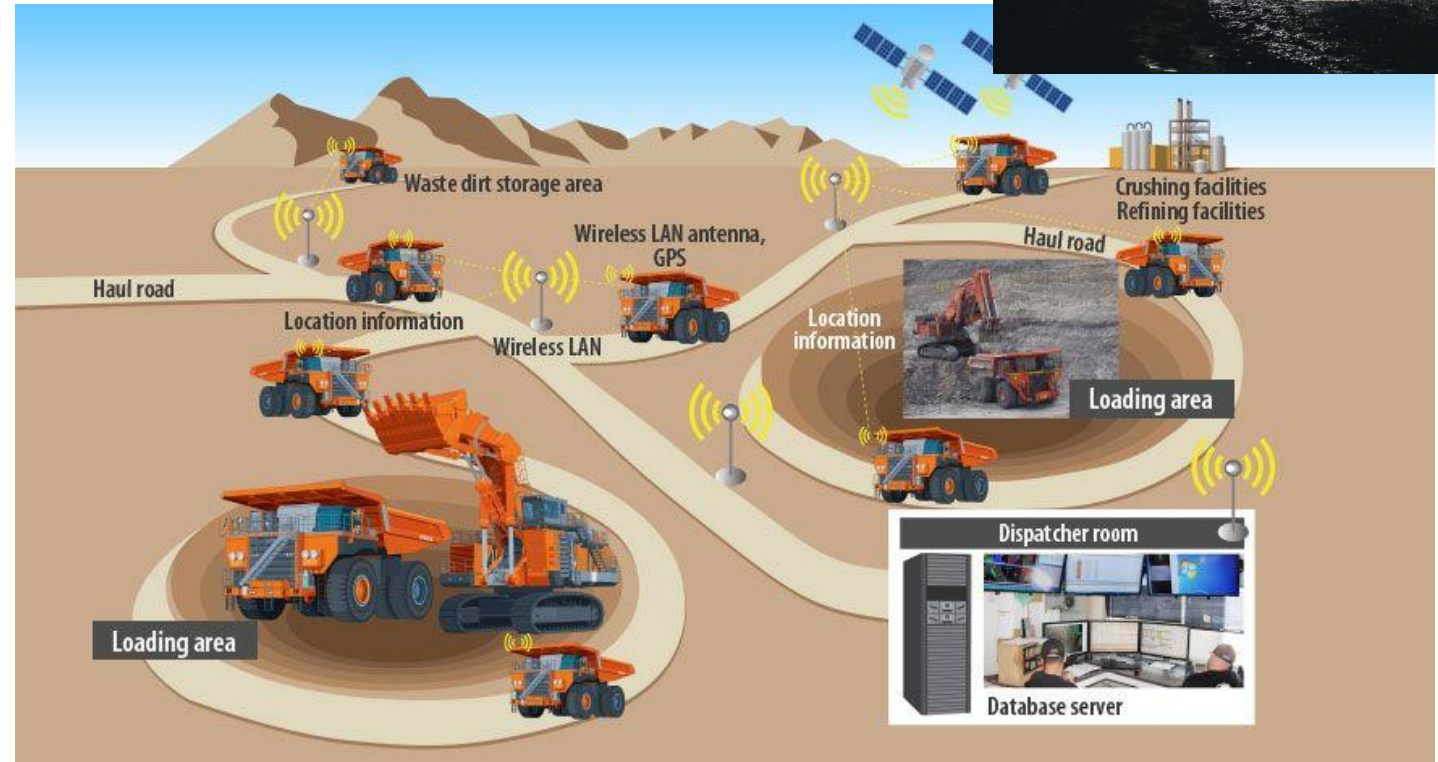 Waste dirt storage area
Crushing facilities
Refining facilities
Wireless LAN antenna,
GPS
Haul road
Haul road
Location information
Wireless LAN
Location
information
Loading area
Loading area
Dispatcher room
Database server